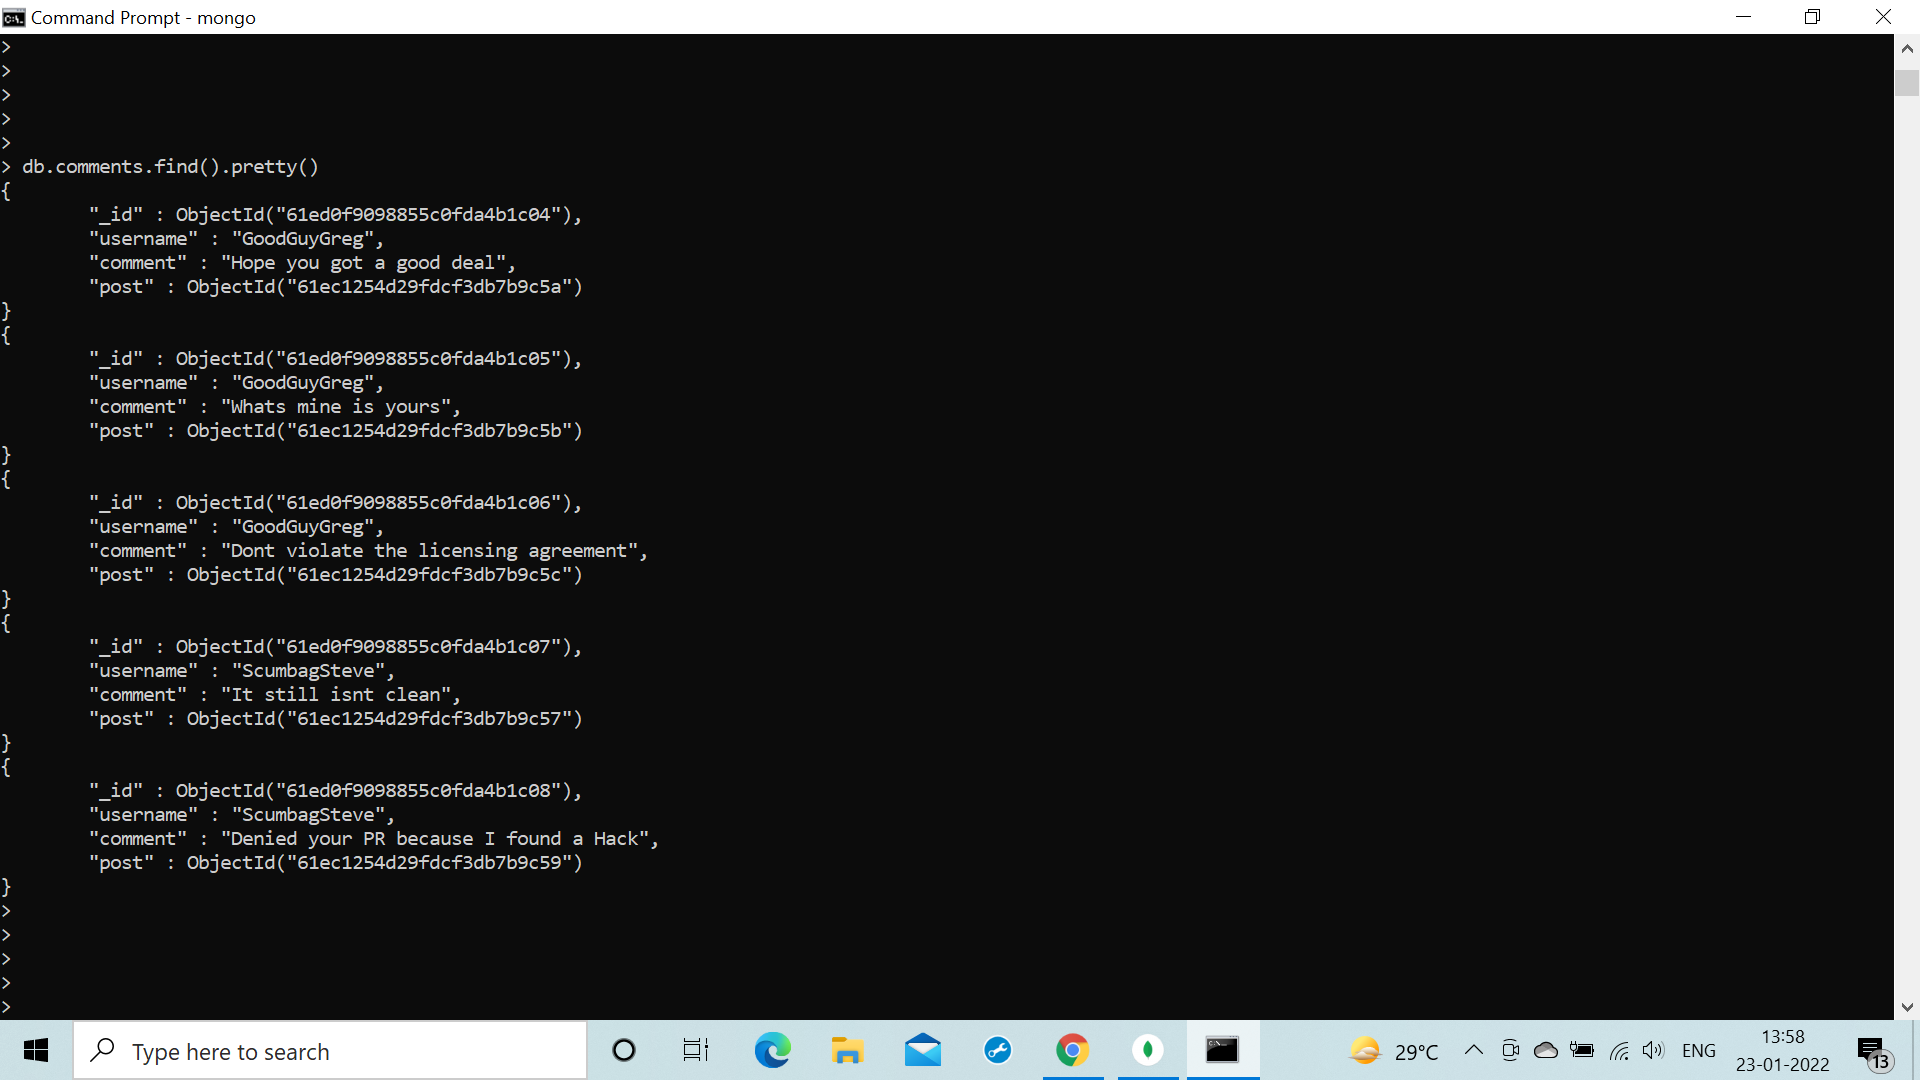 Command Prompt - mongo
>
>
>
>
>
> db.comments.find().pretty()
{
"_id" : ObjectId("61ed0f9098855c0fda4b1c04"),
"username" : "GoodGuyGreg",
"comment" : "Hope you got a good deal",
"post" : ObjectId("61ec1254d29fdcf3db7b9c5a")
}
{
"_id" : ObjectId("61ed0f9098855c0fda4b1c05"),
"username" : "GoodGuyGreg",
"comment" : "Whats mine is yours",
"post" : ObjectId("61ec1254d29fdcf3db7b9c5b")
}
{
"_id" : ObjectId("61ed0f9098855c0fda4b1c06"),
"username" : "GoodGuyGreg",
"comment" : "Dont violate the licensing agreement",
"post" : ObjectId("61ec1254d29fdcf3db7b9c5c")
}
{
"_id" : ObjectId("61ed0f9098855c0fda4b1c07"),
"username" : "ScumbagSteve",
"comment" : "It still isnt clean",
"post" : ObjectId("61ec1254d29fdcf3db7b9c57")
}
{
"_id" : ObjectId("61ed0f9098855c0fda4b1c08"),
"username" : "ScumbagSteve",
"comment" : "Denied your PR because I found a Hack",
"post" : ObjectId("61ec1254d29fdcf3db7b9c59")
}
>
>
>
>
>
Type here to search
29°C
ENG
13:58
23-01-2022
13